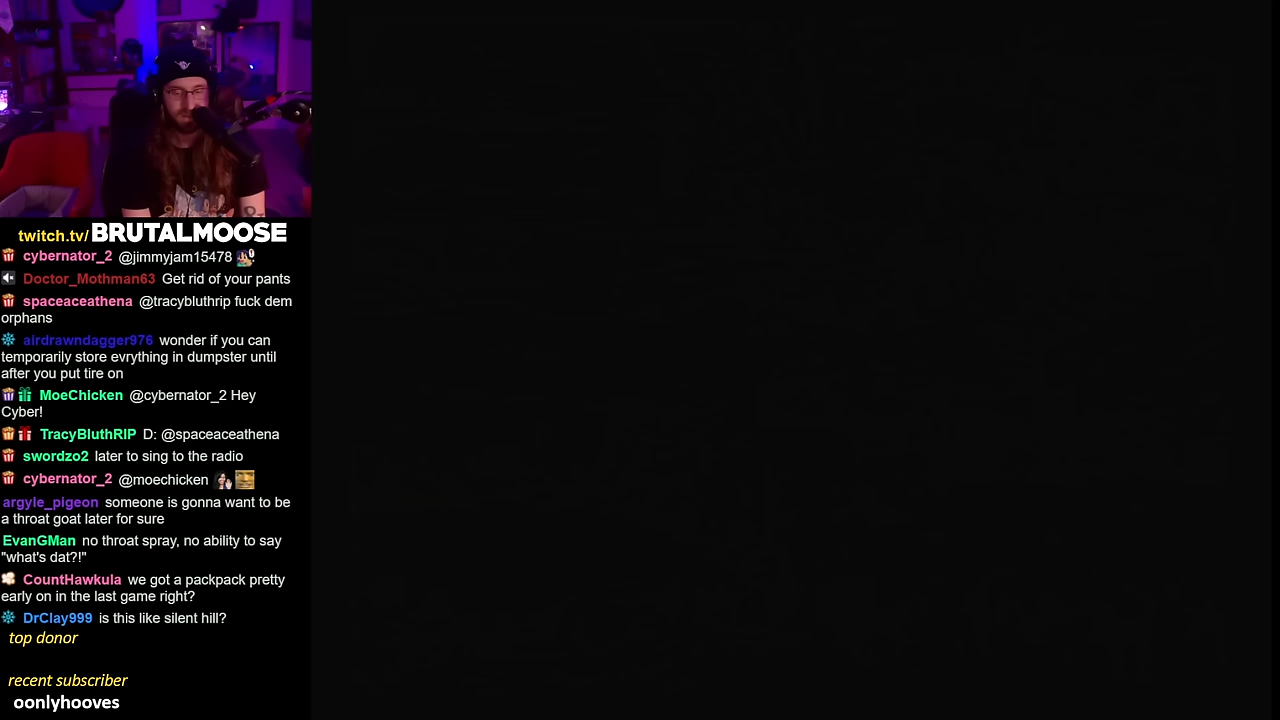 twitch.tv/BRUTALMOOSE
cybernator_2 @jimmyjam15478
Doctor_Mothman63 Get rid of your pants
spaceaceathena @tracybluthrip fuck dem
orphans
airdrawndagger976 wonder if you can
temporarily store evrything in dumpster until
after you put tire on
MoeChicken @cybernator_2 Hey
Cyber!
TracyBluthRIP D: @spaceaceathena
swordzo2 later to sing to the radio
cybernator_2 @moechicken
argyle_pigeon someone is gonna want to be
a throat goat later for sure
EvanGMan no throat spray, no ability to say
"what's dat?!"
CountHawkula we got a packpack pretty
early on in the last game right?
DrClay999 is this like silent hill?
top donor
recent subscriber
oonlyhooves